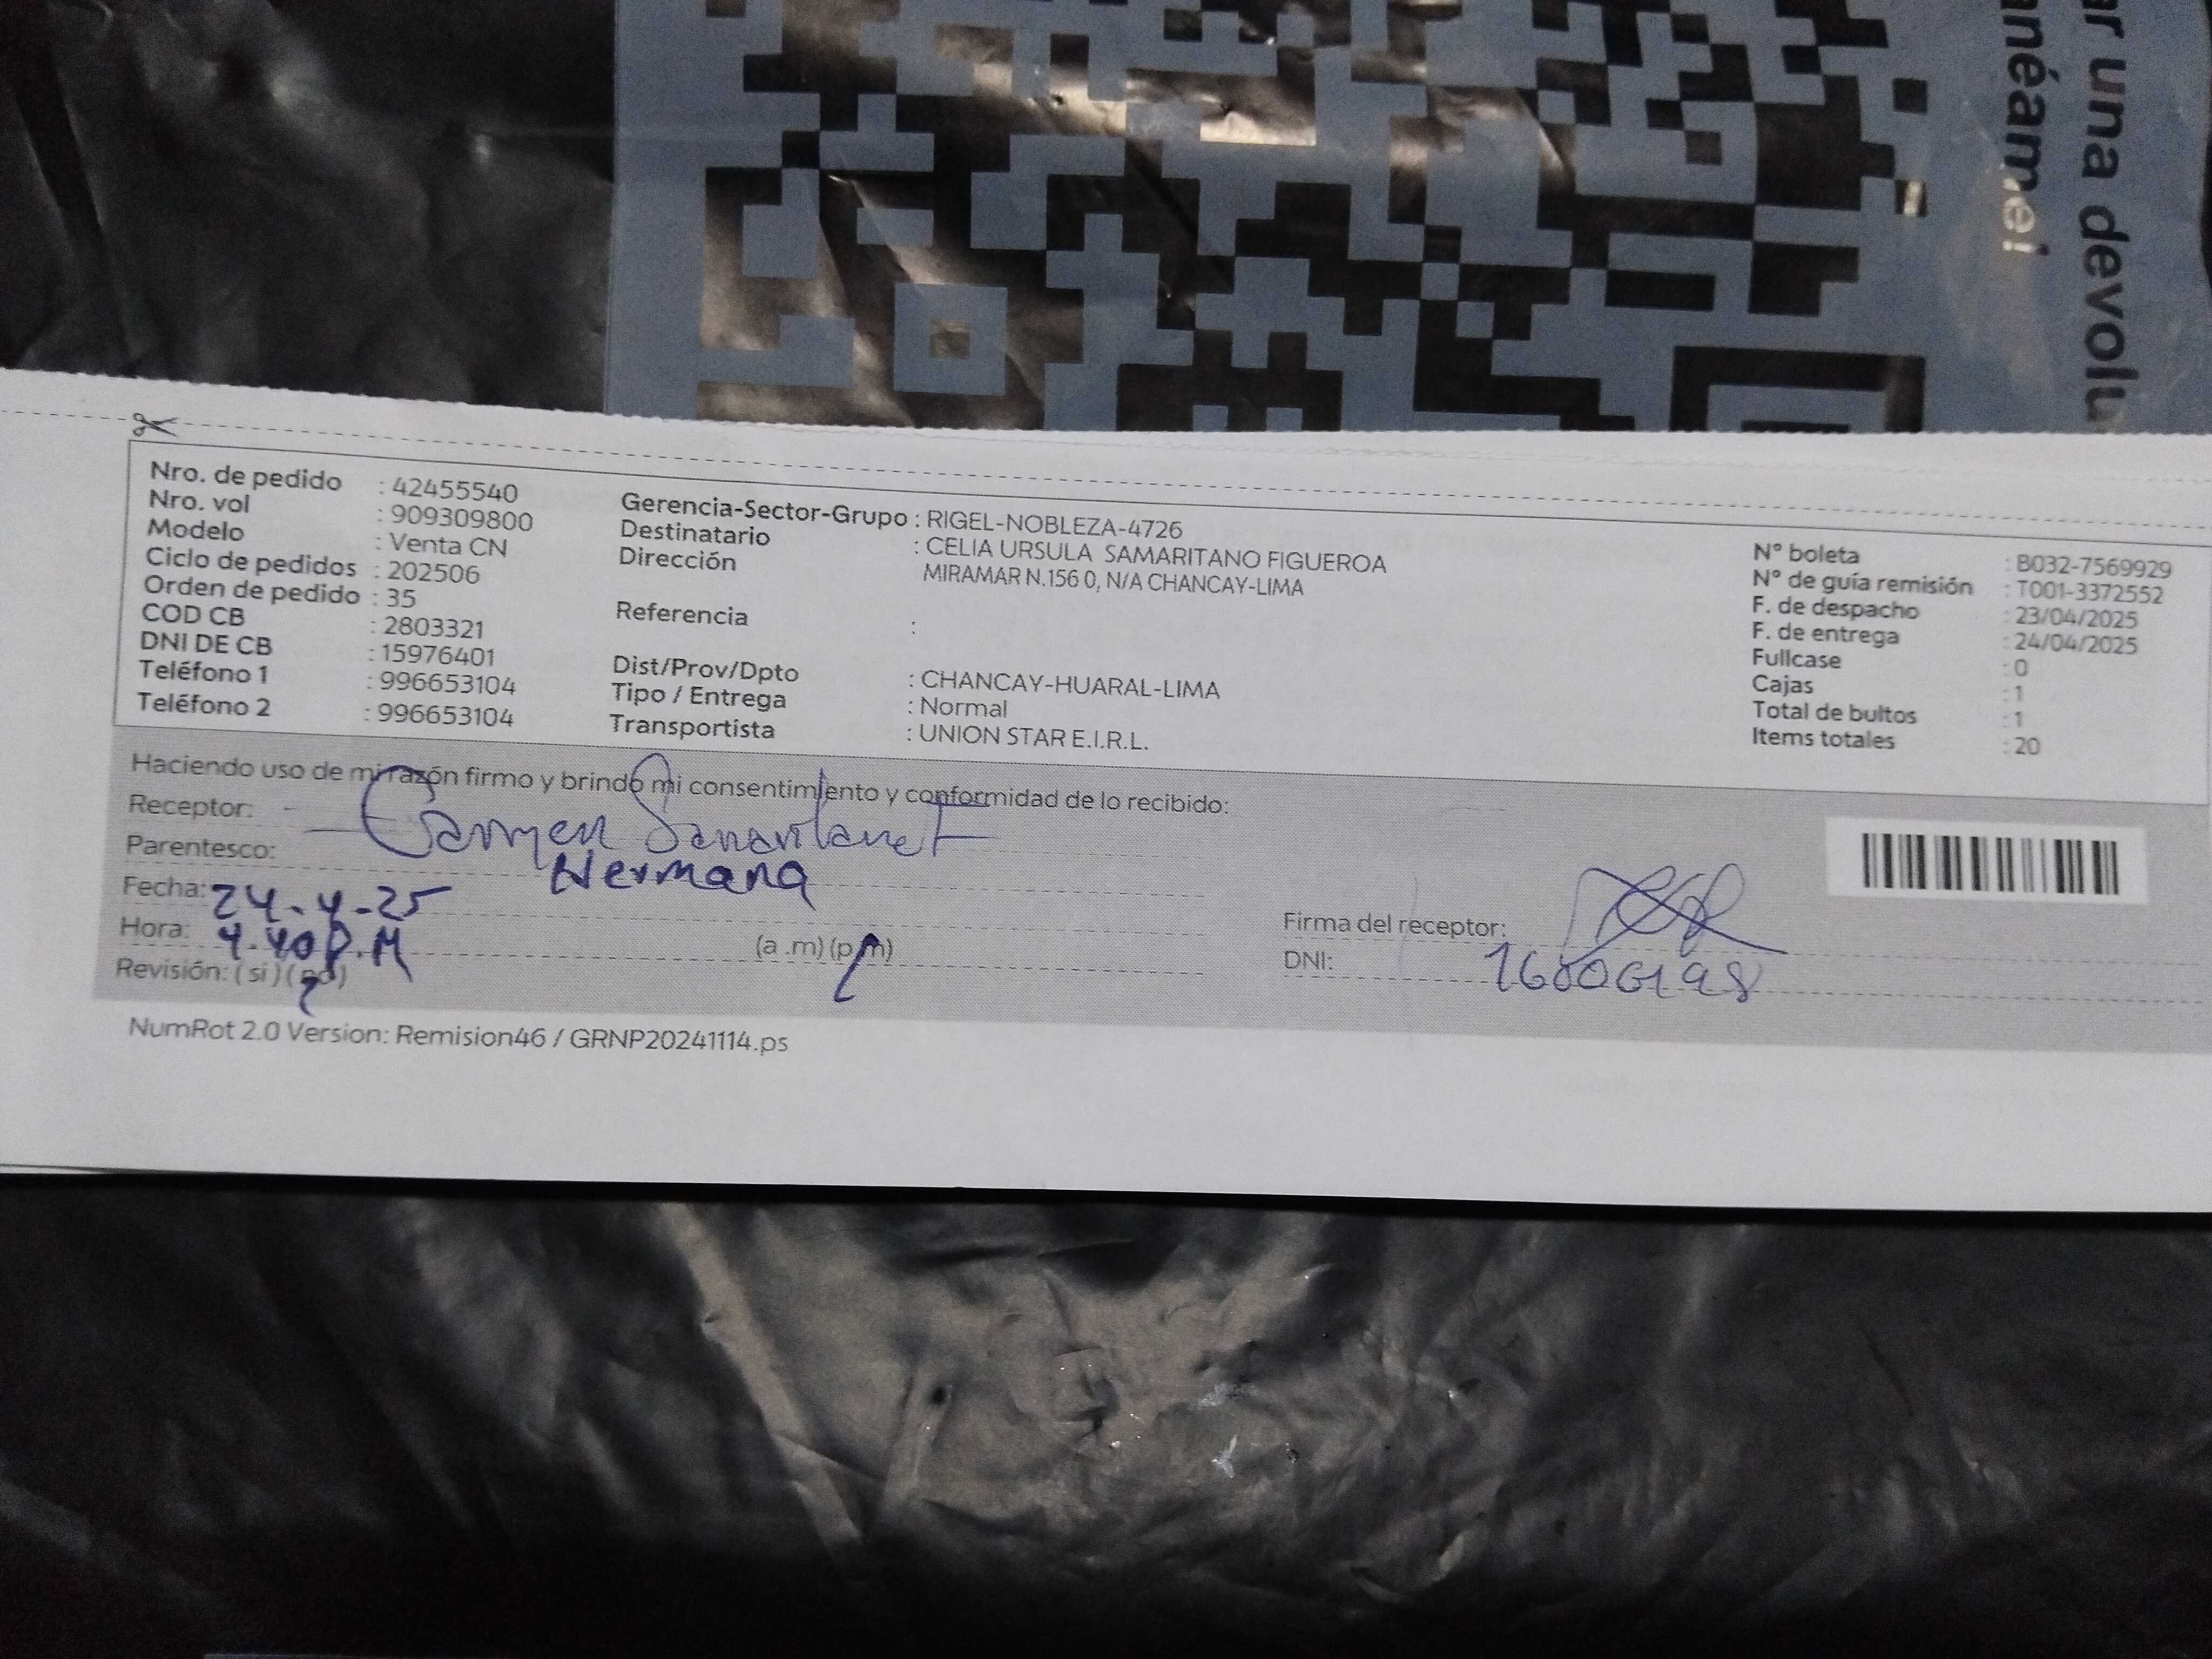 ar una devolu
anéame!
Nro. de pedido : 42455540
Nro. vol : 909309800
Modelo : Venta CN
Ciclo de pedidos : 202506
Orden de pedido : 35
COD CB : 2803321
DNI DE CB : 15976401
Teléfono 1 : 996653104
Teléfono 2 : 996653104
Gerencia-Sector-Grupo : RIGEL-NOBLEZA-4726
Destinatario : CELIA URSULA SAMARITANO FIGUEROA
Dirección MIRAMAR N.156 0, N/A CHANCAY-LIMA
Referencia :
Dist/Prov/Dpto : CHANCAY-HUARAL-LIMA
Tipo / Entrega : Normal
Transportista : UNION STAR E.I.R.L.
N° boleta : B032-7569929
N° de guía remisión : T001-3372552
F. de despacho : 23/04/2025
F. de entrega : 24/04/2025
Fullcase : 0
Cajas : 1
Total de bultos : 1
Items totales : 20
Haciendo uso de mi razón firmo y brindo mi consentimiento y conformidad de lo recibido:
Receptor: Carmen
Parentesco: Hermana
Fecha: 24-4-25
Hora: 4.40 P.M (a .m) (p.m)
Revisión: ( si ) ( no )
Firma del receptor:
DNI:
NumRot 2.0 Version: Remision46 / GRNP20241114.ps